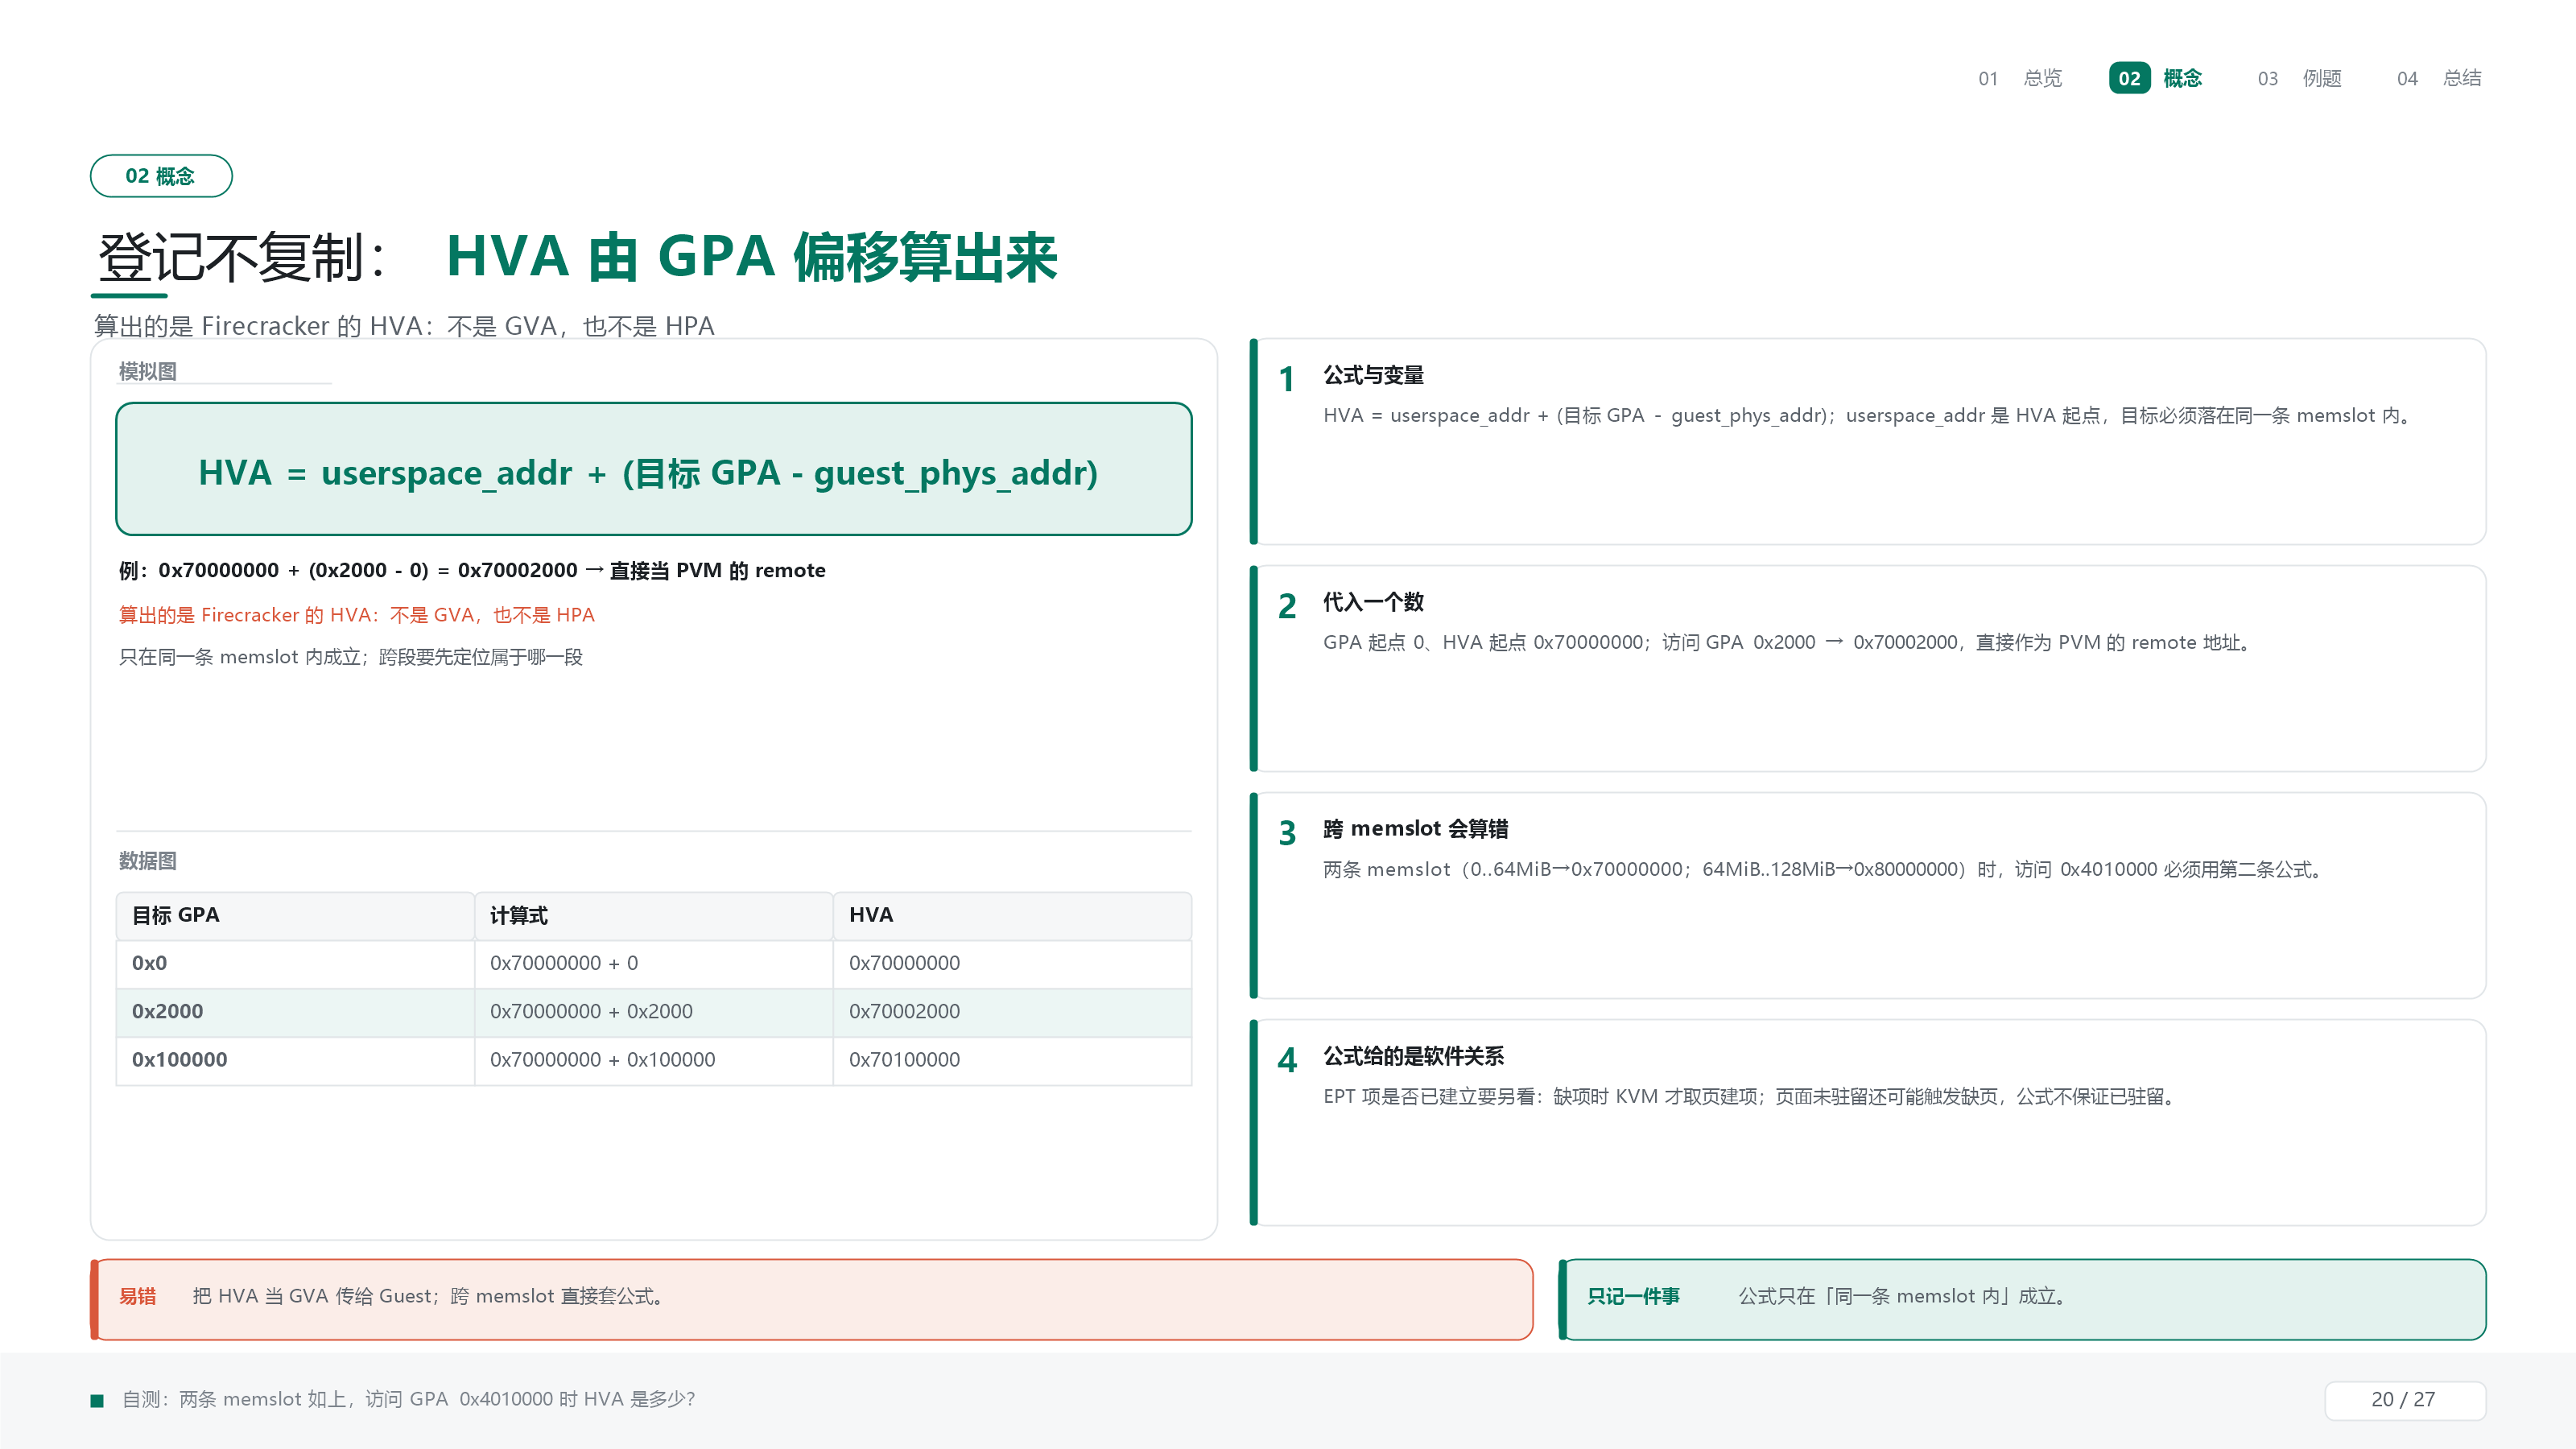 01 总览 02 概念 03 例题 04 总结
02 概念
登记不复制： HVA 由 GPA 偏移算出来
算出的是 Firecracker 的 HVA：不是 GVA，也不是 HPA
模拟图
HVA = userspace_addr + (目标 GPA - guest_phys_addr)
例：0x70000000 + (0x2000 - 0) = 0x70002000 → 直接当 PVM 的 remote
算出的是 Firecracker 的 HVA：不是 GVA，也不是 HPA
只在同一条 memslot 内成立；跨段要先定位属于哪一段
数据图
目标 GPA 计算式 HVA
0x0 0x70000000 + 0 0x70000000
0x2000 0x70000000 + 0x2000 0x70002000
0x100000 0x70000000 + 0x100000 0x70100000
1 公式与变量
HVA = userspace_addr + (目标 GPA - guest_phys_addr)；userspace_addr 是 HVA 起点，目标必须落在同一条 memslot 内。
2 代入一个数
GPA 起点 0、HVA 起点 0x70000000；访问 GPA 0x2000 → 0x70002000，直接作为 PVM 的 remote 地址。
3 跨 memslot 会算错
两条 memslot（0..64MiB→0x70000000；64MiB..128MiB→0x80000000）时，访问 0x4010000 必须用第二条公式。
4 公式给的是软件关系
EPT 项是否已建立要另看：缺项时 KVM 才取页建项；页面未驻留还可能触发缺页，公式不保证已驻留。
易错 把 HVA 当 GVA 传给 Guest；跨 memslot 直接套公式。
只记一件事 公式只在「同一条 memslot 内」成立。
自测：两条 memslot 如上，访问 GPA 0x4010000 时 HVA 是多少？
20 / 27